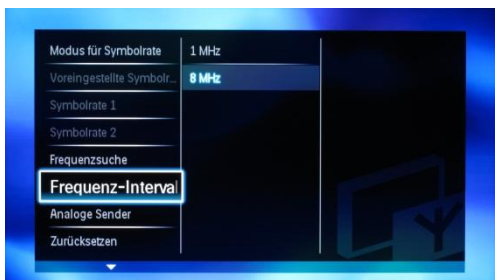 Modus für Symbolrate
1 MHz
Voreingestellte Symbolr...
8 MHz
Symbolrate 1
Symbolrate 2
Frequenzsuche
Frequenz-Interval
Analoge Sender
Zurücksetzen